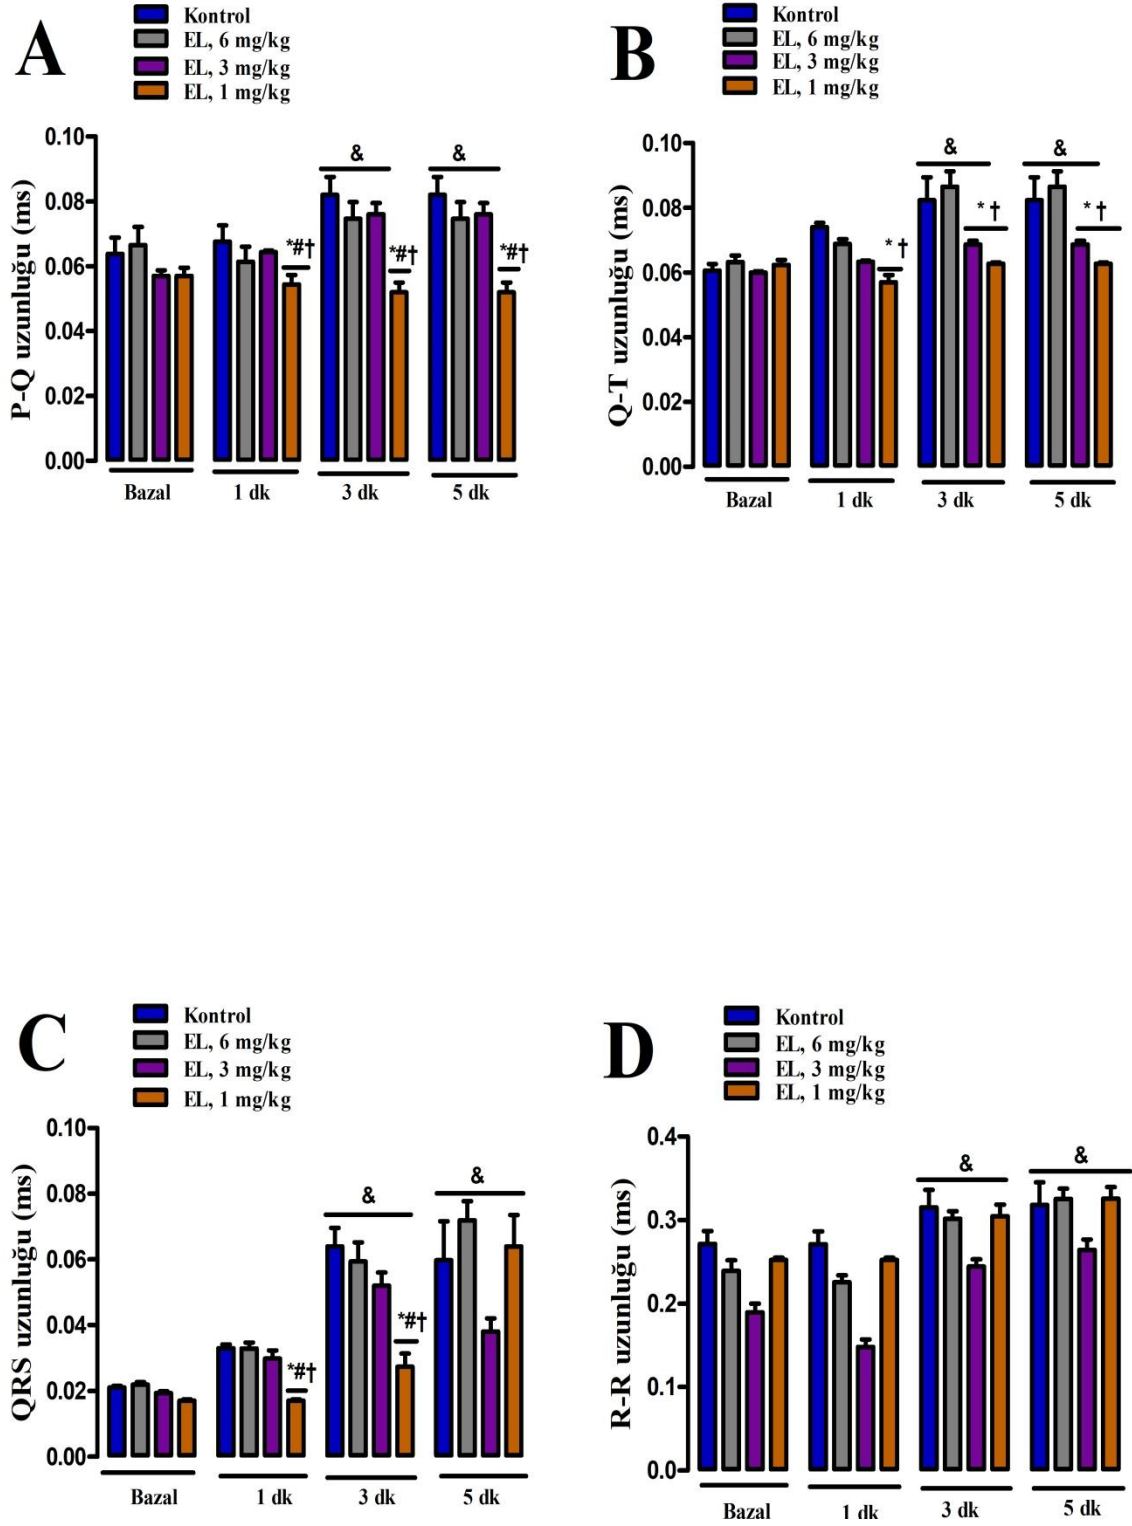 A
Kontrol
EL, 6 mg/kg
EL, 3 mg/kg
EL, 1 mg/kg
P-Q uzunluğu (ms)
0.10
0.08
0.06
0.04
0.02
0.00
& &
*#† *#† *#†
Bazal 1 dk 3 dk 5 dk
B
Kontrol
EL, 6 mg/kg
EL, 3 mg/kg
EL, 1 mg/kg
Q-T uzunluğu (ms)
0.10
0.08
0.06
0.04
0.02
0.00
& &
* † * † * †
Bazal 1 dk 3 dk 5 dk
C
Kontrol
EL, 6 mg/kg
EL, 3 mg/kg
EL, 1 mg/kg
QRS uzunluğu (ms)
0.10
0.08
0.06
0.04
0.02
0.00
& &
*#† *#†
Bazal 1 dk 3 dk 5 dk
D
Kontrol
EL, 6 mg/kg
EL, 3 mg/kg
EL, 1 mg/kg
R-R uzunluğu (ms)
0.4
0.3
0.2
0.1
0.0
& &
Bazal 1 dk 3 dk 5 dk